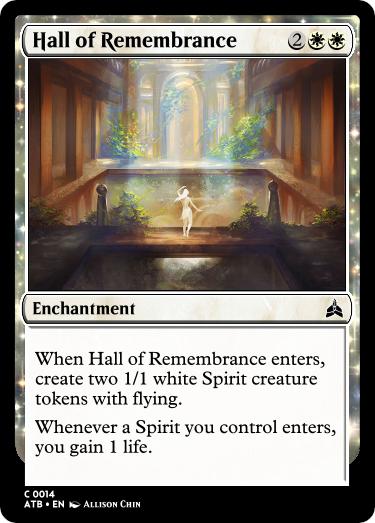 Hall of Remembrance 2
Enchantment
When Hall of Remembrance enters,
create two 1/1 white Spirit creature
tokens with flying.
Whenever a Spirit you control enters,
you gain 1 life.
C 0014
ATB • EN Allison Chin